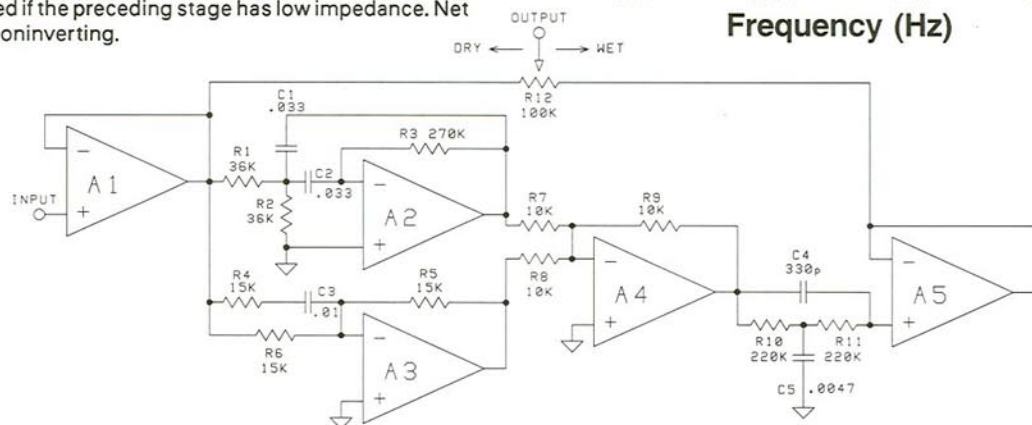 ed if the preceding stage has low impedance. Net
oninverting.
Frequency (Hz)
OUTPUT
DRY
WET
R12
100K
C1
.033
R3 270K
R1
36K
C2
.033
R2
36K
A1
INPUT
A2
R7
10K
R9
10K
R8
10K
R4
15K
C3
.01
R5
15K
R6
15K
A3
A4
C4
330p
A5
R10
220K
R11
220K
C5 .0047